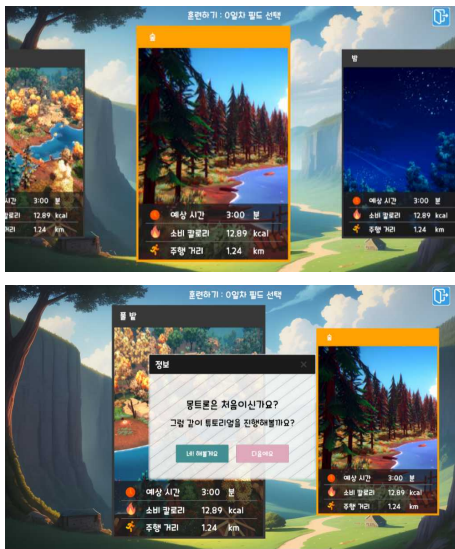 훈련하기 : 0일차 필드 선택
숲
밤
시간 3:00 분
칼로리 12.89 kcal
거리 1.24 km
예상 시간 3:00 분
소비 칼로리 12.89 kcal
주행 거리 1.24 km
예상 시간 3:00 분
소비 칼로리 12.89 kcal
주행 거리 1.24 km
훈련하기 : 0일차 필드 선택
풀 밭
숲
정보
몽트론은 처음이신가요?
그럼 같이 튜토리얼을 진행해볼까요?
네! 해볼게요
다음에요
예상 시간 3:00 분
소비 칼로리 12.89 kcal
주행 거리 1.24 km
예상 시간 3:00 분
소비 칼로리 12.89 kcal
주행 거리 1.24 km